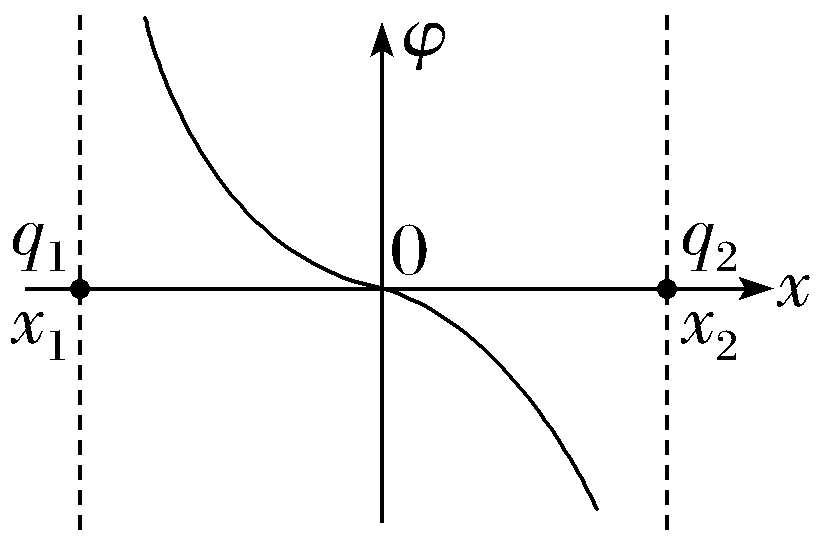 φ
0
q₁ q₂
x
x₁ x₂